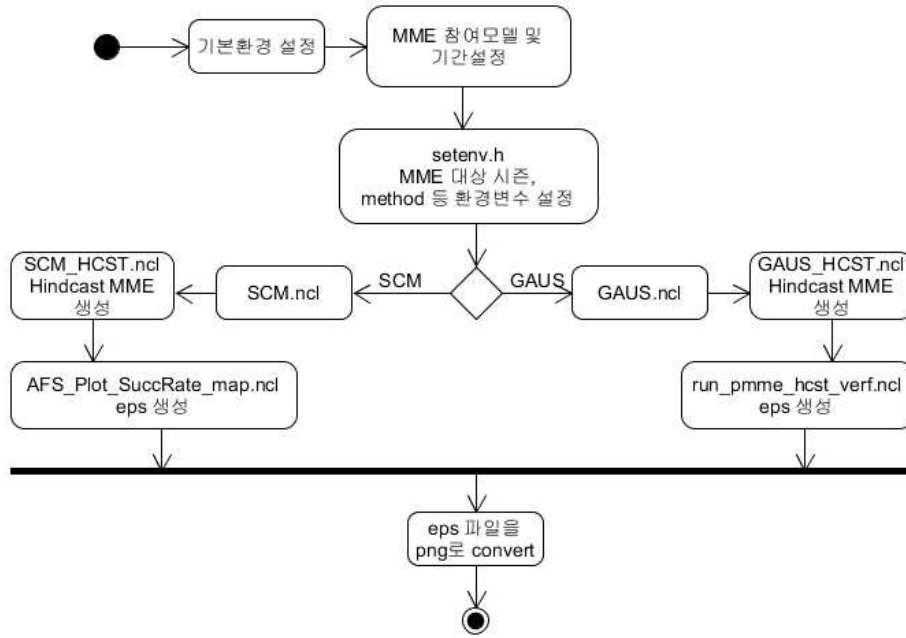 기본환경 설정
MME 참여모델 및
기간설정
setenv.h
MME 대상 시즌,
method 등 환경변수 설정
SCM_HCST.ncl
Hindcast MME
생성
SCM.ncl
SCM
GAUS
GAUS.ncl
GAUS_HCST.ncl
Hindcast MME
생성
AFS_Plot_SuccRate_map.ncl
eps 생성
run_pmme_hcst_verf.ncl
eps 생성
eps 파일을
png로 convert